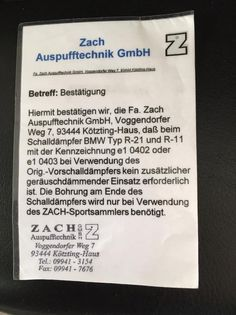 Zach
Auspufftechnik GmbH
Z
Fa. Zach Auspufftechnik GmbH, Voggendorfer Weg 7, 93444 Kötzting-Haus
Betreff: Bestätigung
Hiermit bestätigen wir, die Fa. Zach
Auspufftechnik GmbH, Voggendorfer
Weg 7, 93444 Kötzting-Haus, daß beim
Schalldämpfer BMW Typ R-21 und R-11
mit der Kennzeichnung e1 0402 oder
e1 0403 bei Verwendung des
Orig.-Vorschalldämpfers kein zusätzlicher
geräuschdämmender Einsatz erforderlich
ist. Die Bohrung am Ende des
Schalldämpfers wird nur bei Verwendung
des ZACH-Sportsammlers benötigt.
ZACH GMBH Z
Auspufftechnik
Voggendorfer Weg 7
93444 Kötzting-Haus
Tel.: 09941 - 3154
Fax: 09941 - 7676